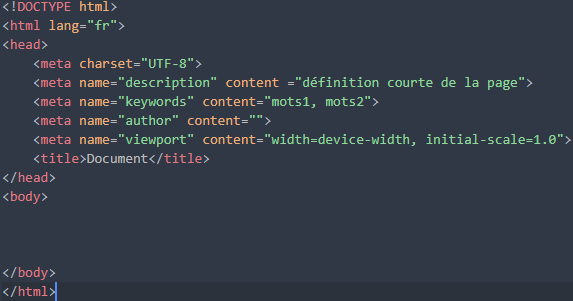 <!DOCTYPE html>
<html lang="fr">
<head>
    <meta charset="UTF-8">
    <meta name="description" content ="définition courte de la page">
    <meta name="keywords" content="mots1, mots2">
    <meta name="author" content="">
    <meta name="viewport" content="width=device-width, initial-scale=1.0">
    <title>Document</title>
</head>
<body>
</body>
</html>